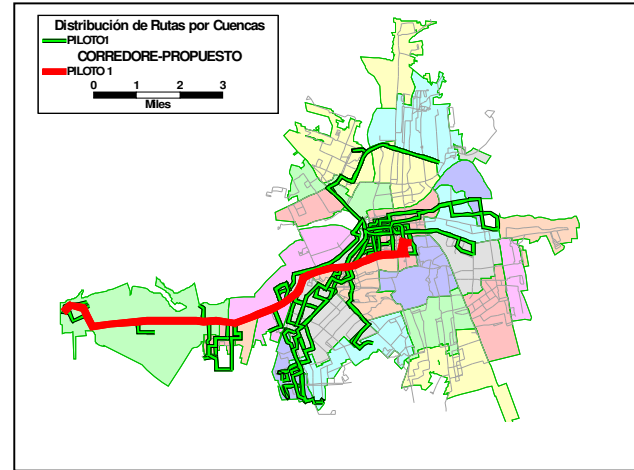 Distribución de Rutas por Cuencas
PILOTO1
CORREDORE-PROPUESTO
PILOTO 1
0 1 2 3
Miles